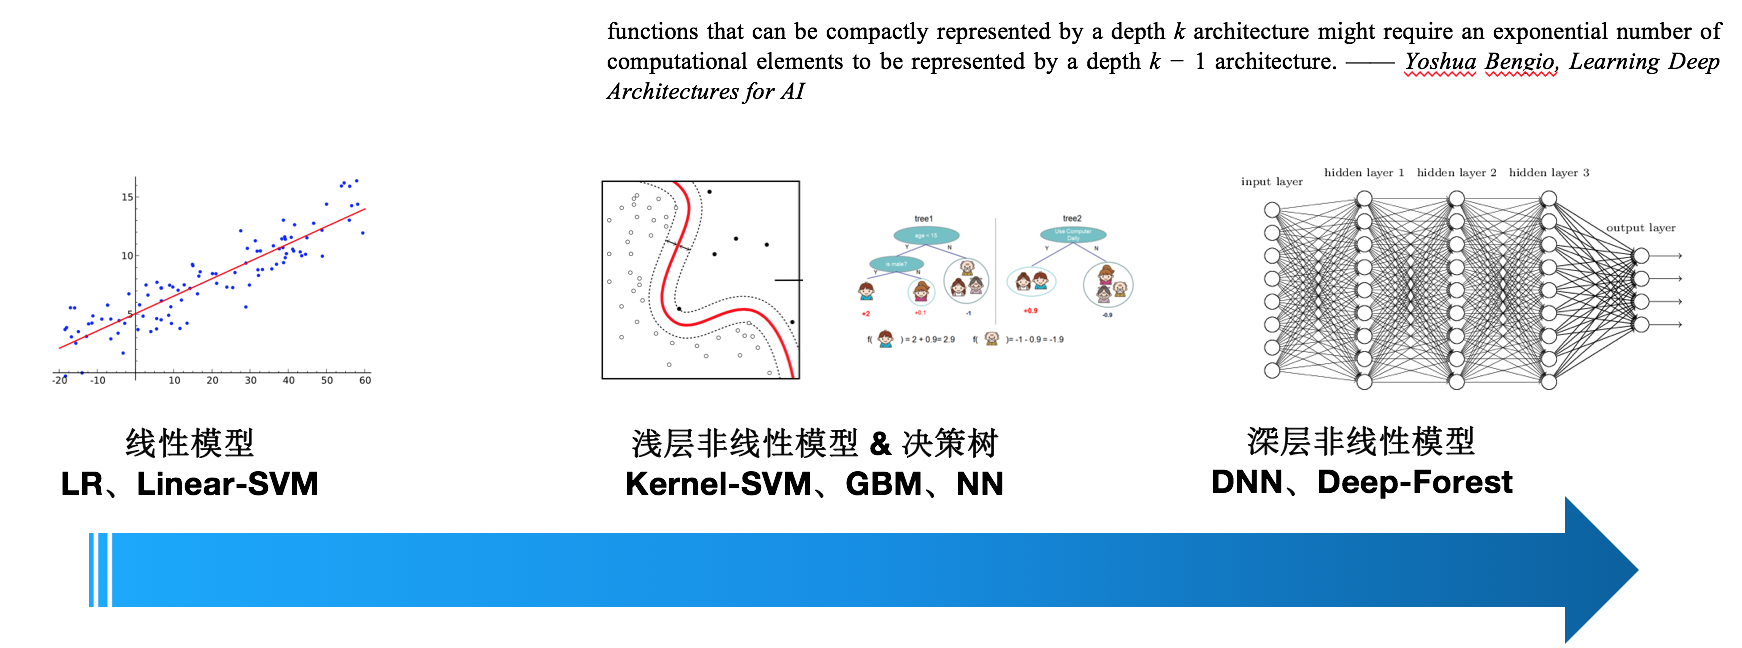 functions that can be compactly represented by a depth k architecture might require an exponential number of
computational elements to be represented by a depth k − 1 architecture. —— Yoshua Bengio, Learning Deep
Architectures for AI
15
10
5
-20 -10 10 20 30 40 50 60
tree1
age < 15
Y N
is male?
Y N
+2 +0.1 -1
f( ) = 2 + 0.9= 2.9
tree2
Use Computer
Daily
Y N
+0.9 -0.9
f( )= -1 - 0.9 = -1.9
input layer
hidden layer 1 hidden layer 2 hidden layer 3
output layer
线性模型
LR、Linear-SVM
浅层非线性模型 & 决策树
Kernel-SVM、GBM、NN
深层非线性模型
DNN、Deep-Forest